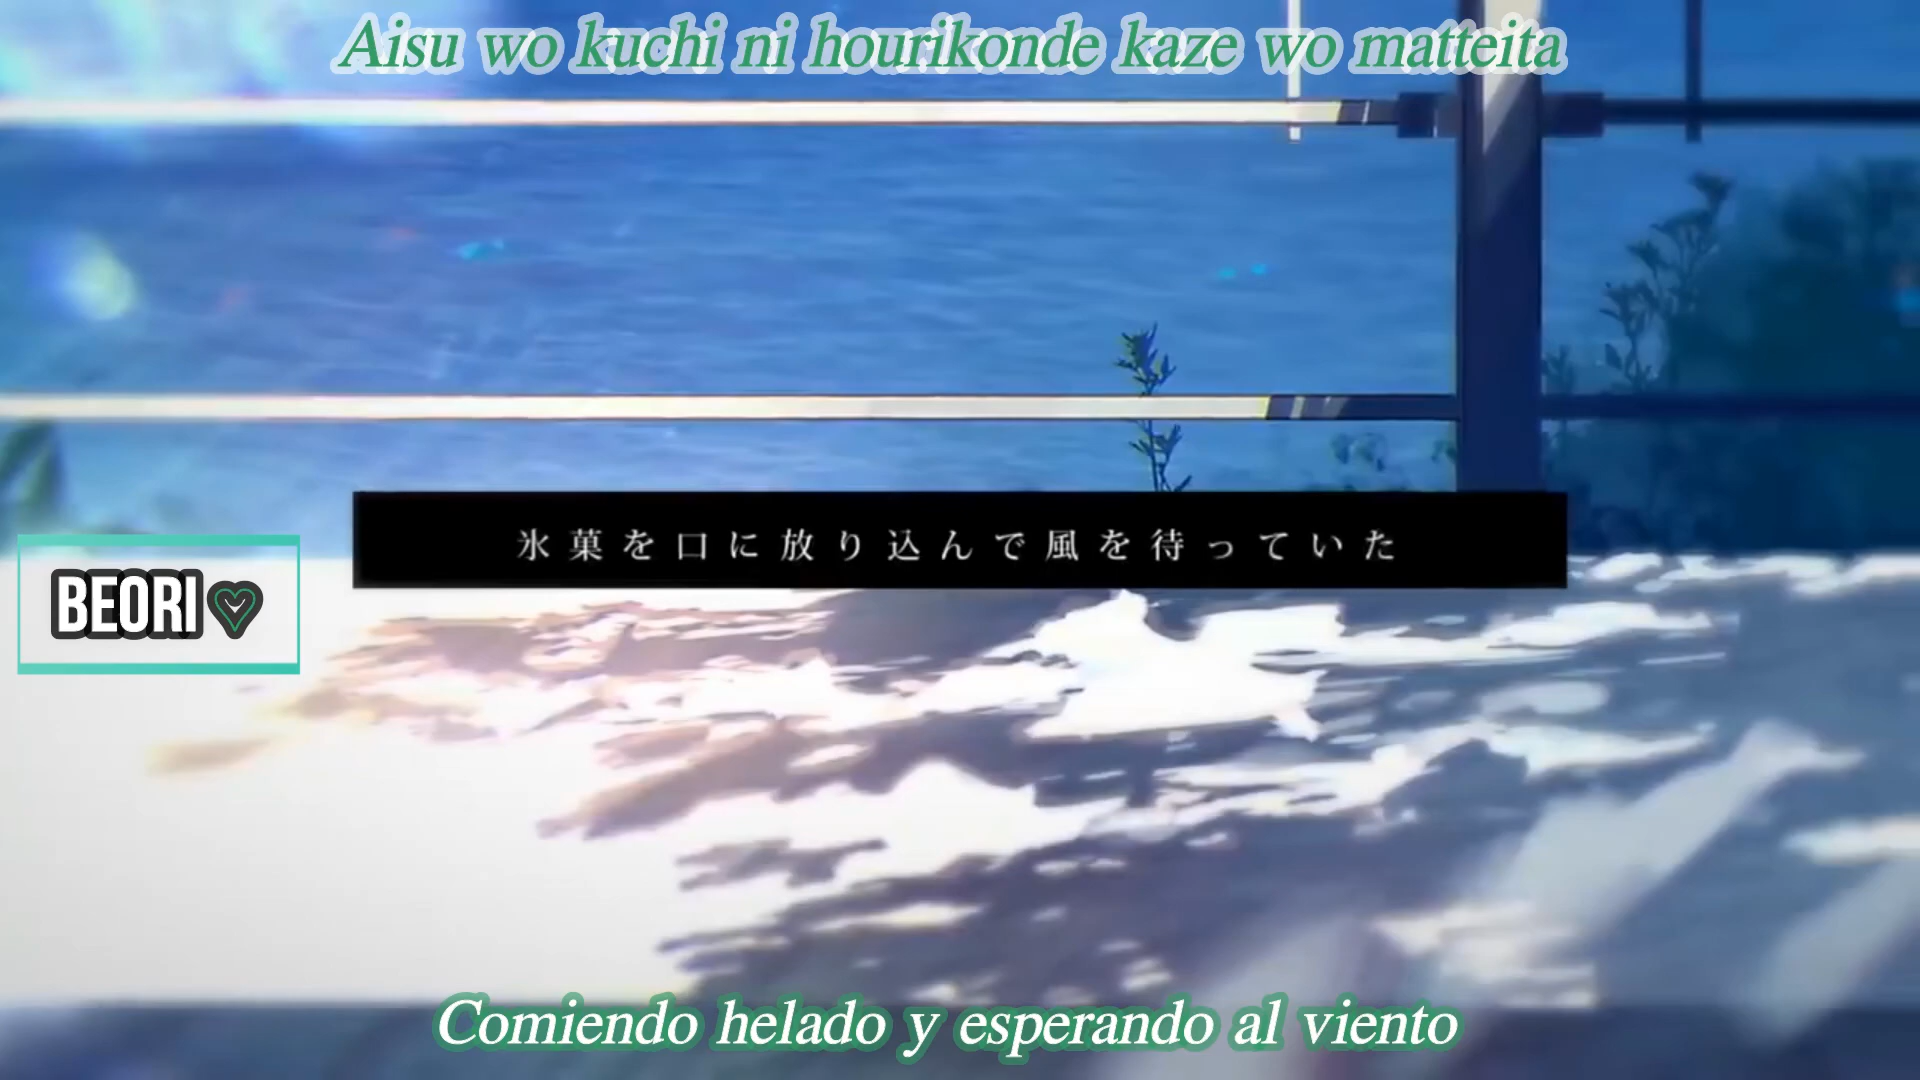 Aisu wo kuchi ni hourikonde kaze wo matteita
氷菓を口に放り込んで風を待っていた
BEORI
Comiendo helado y esperando al viento